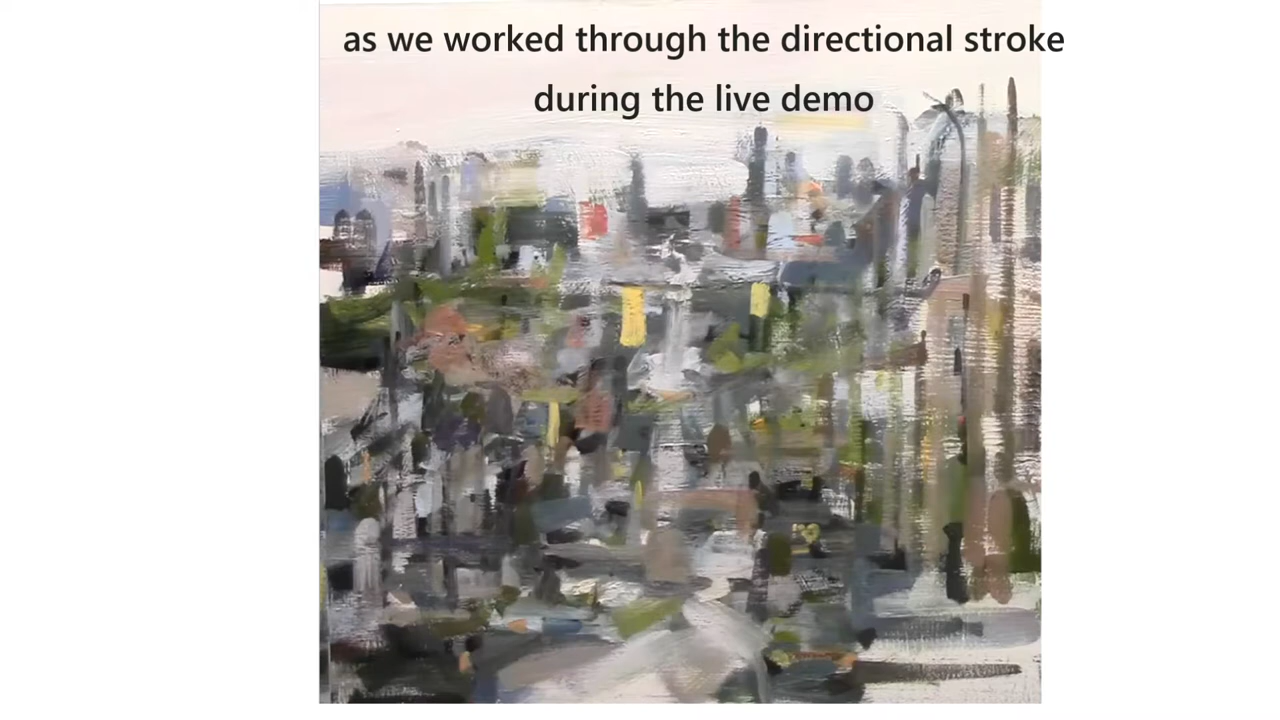 as we worked through the directional stroke
during the live demo